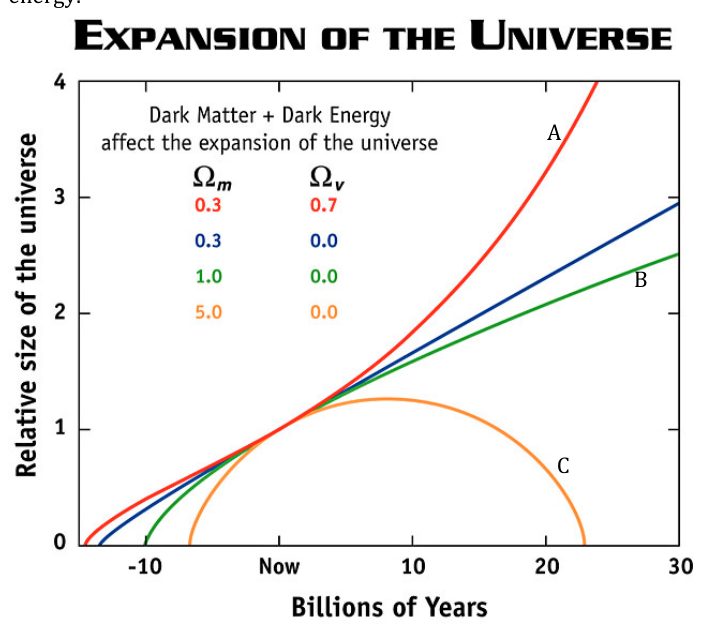 energy.
EXPANSION OF THE UNIVERSE
Relative size of the universe
4
3
2
1
0
Dark Matter + Dark Energy
affect the expansion of the universe
Ωm Ωv
0.3 0.7
0.3 0.0
1.0 0.0
5.0 0.0
A
B
C
-10 Now 10 20 30
Billions of Years